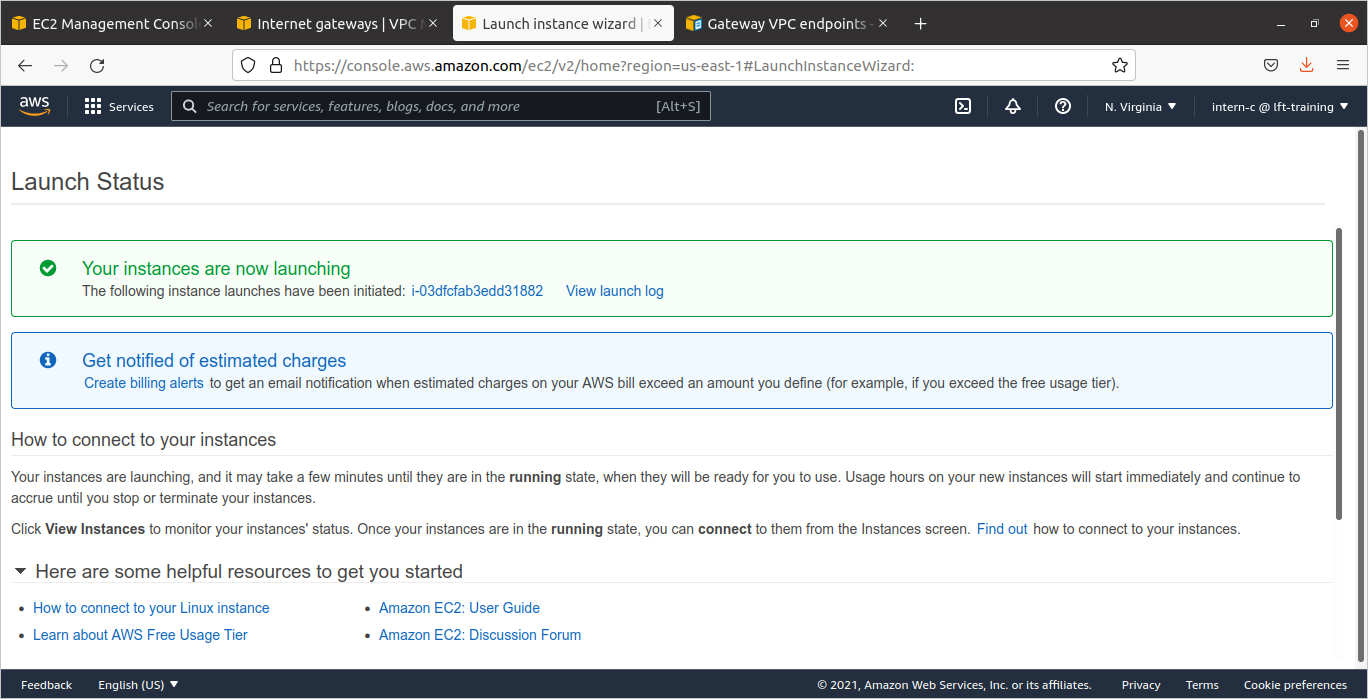 EC2 Management Consol
Internet gateways | VPC M
Launch instance wizard |
Gateway VPC endpoints -
https://console.aws.amazon.com/ec2/v2/home?region=us-east-1#LaunchInstanceWizard:
aws
Services
Search for services, features, blogs, docs, and more [Alt+S]
N. Virginia
intern-c @ lft-training
Launch Status
Your instances are now launching
The following instance launches have been initiated: i-03dfcfab3edd31882 View launch log
Get notified of estimated charges
Create billing alerts to get an email notification when estimated charges on your AWS bill exceed an amount you define (for example, if you exceed the free usage tier).
How to connect to your instances
Your instances are launching, and it may take a few minutes until they are in the running state, when they will be ready for you to use. Usage hours on your new instances will start immediately and continue to
accrue until you stop or terminate your instances.
Click View Instances to monitor your instances' status. Once your instances are in the running state, you can connect to them from the Instances screen. Find out how to connect to your instances.
Here are some helpful resources to get you started
• How to connect to your Linux instance
• Learn about AWS Free Usage Tier
• Amazon EC2: User Guide
• Amazon EC2: Discussion Forum
Feedback English (US) © 2021, Amazon Web Services, Inc. or its affiliates. Privacy Terms Cookie preferences